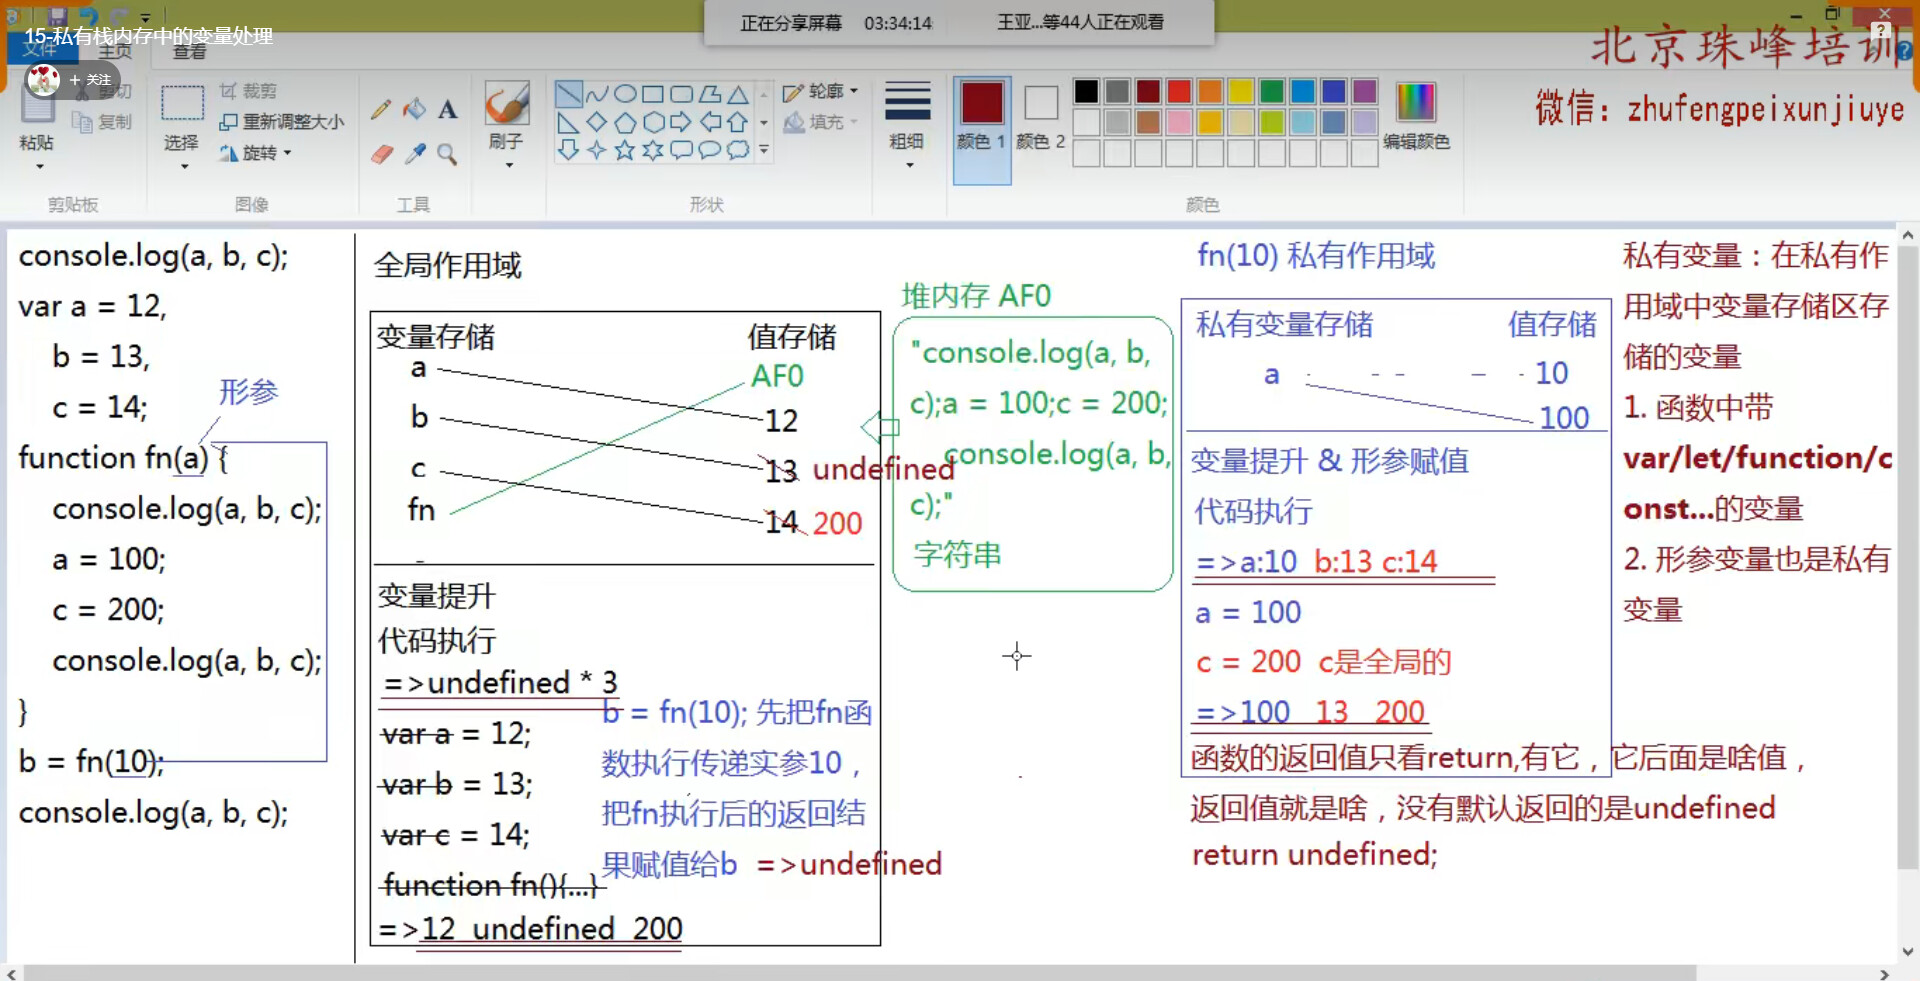 15-私有栈内存中的变量处理
正在分享屏幕 03:34:14 王亚...等44人正在观看
文件 主页 查看
+ 关注
北京珠峰培训
微信：zhufengpeixunjiuye
粘贴
剪切
复制
剪贴板
选择
裁剪
重新调整大小
旋转
图像
工具
刷子
轮廓
填充
形状
粗细
颜色 1
颜色 2
编辑颜色
颜色
console.log(a, b, c);
var a = 12,
b = 13,
c = 14;
形参
function fn(a) {
console.log(a, b, c);
a = 100;
c = 200;
console.log(a, b, c);
}
b = fn(10);
console.log(a, b, c);
全局作用域
变量存储 值存储
a AF0
b 12
c 13 undefined
fn 14 200
变量提升
代码执行
=>undefined * 3
var a = 12;
var b = 13;
var c = 14;
function fn(){...}
=>12 undefined 200
b = fn(10); 先把fn函
数执行传递实参10，
把fn执行后的返回结
果赋值给b =>undefined
堆内存 AF0
"console.log(a, b,
c);a = 100;c = 200;
console.log(a, b,
c);"
字符串
fn(10) 私有作用域
私有变量存储 值存储
a 10
100
变量提升 & 形参赋值
代码执行
=>a:10 b:13 c:14
a = 100
c = 200 c是全局的
=>100 13 200
函数的返回值只看return,有它，它后面是啥值，
返回值就是啥，没有默认返回的是undefined
return undefined;
私有变量：在私有作
用域中变量存储区存
储的变量
1. 函数中带
var/let/function/c
onst...的变量
2. 形参变量也是私有
变量